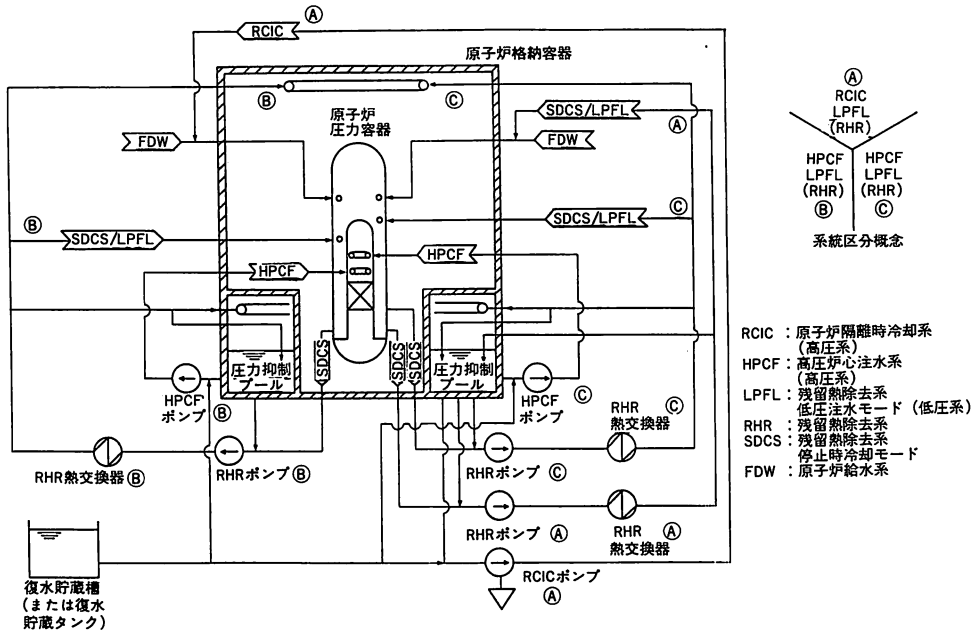 Ⓐ
RCIC
原子炉格納容器
Ⓑ
Ⓒ
原子炉
圧力容器
SDCS/LPFL
Ⓐ
FDW
FDW
Ⓐ
RCIC
LPFL
(RHR)
HPCF
LPFL
(RHR)
Ⓑ
HPCF
LPFL
(RHR)
Ⓒ
系統区分概念
Ⓑ
SDCS/LPFL
SDCS/LPFL
Ⓒ
HPCF
HPCF
圧力抑制
プール
SDCS
SDCS
SDCS
圧力抑制
プール
HPCF
ポンプ
Ⓑ
HPCF
ポンプ
Ⓒ
RHR
熱交換器
Ⓒ
RHR熱交換器Ⓑ
RHRポンプⒷ
RHRポンプ Ⓒ
RHRポンプ Ⓐ
RHR
熱交換器
Ⓐ
RCICポンプ
Ⓐ
復水貯蔵槽
(または復水
貯蔵タンク)
RCIC :原子炉隔離時冷却系
(高圧系)
HPCF:高圧炉心注水系
(高圧系)
LPFL :残留熱除去系
低圧注水モード(低圧系)
RHR :残留熱除去系
SDCS :残留熱除去系
停止時冷却モード
FDW :原子炉給水系